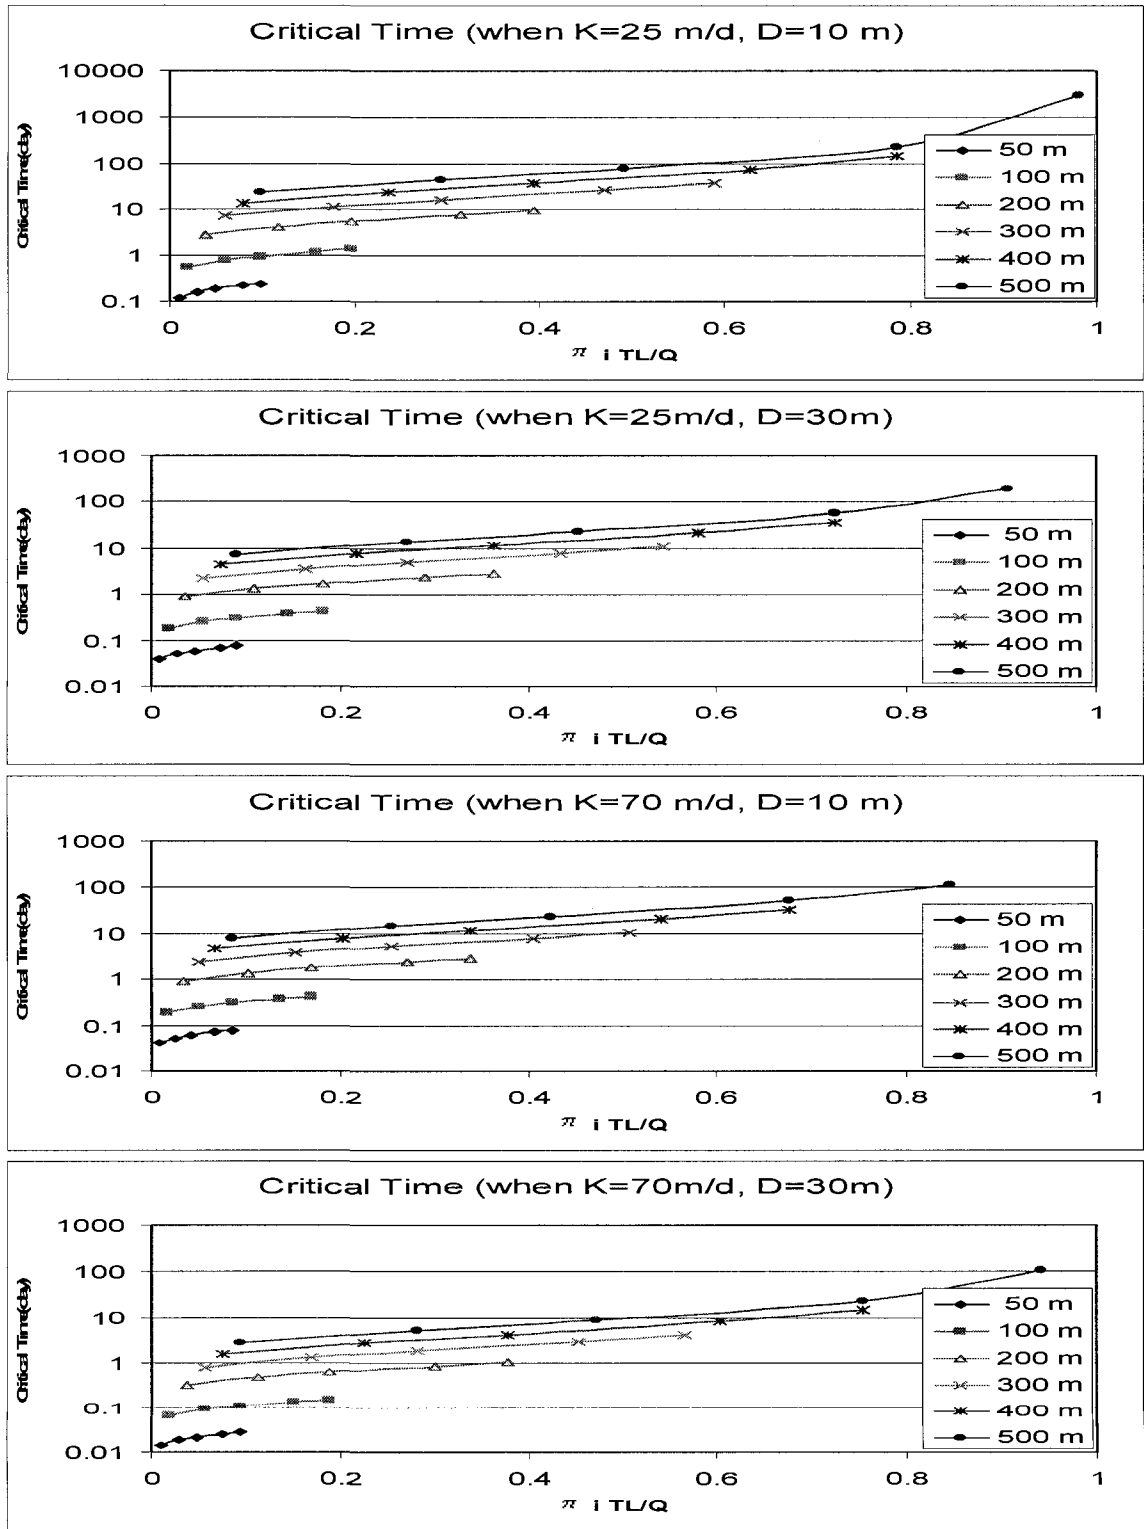 Critical Time (when K=25 m/d, D=10 m)
10000
1000
100
10
1
0.1
Critical Time(day)
0
0.2
0.4
0.6
0.8
1
π i TL/Q
50 m
100 m
200 m
300 m
400 m
500 m
Critical Time (when K=25m/d, D=30m)
1000
100
10
1
0.1
0.01
Critical Time(day)
0
0.2
0.4
0.6
0.8
1
π i TL/Q
50 m
100 m
200 m
300 m
400 m
500 m
Critical Time (when K=70 m/d, D=10 m)
1000
100
10
1
0.1
0.01
Critical Time(day)
0
0.2
0.4
0.6
0.8
1
π i TL/Q
50 m
100 m
200 m
300 m
400 m
500 m
Critical Time (when K=70m/d, D=30m)
1000
100
10
1
0.1
0.01
Critical Time(day)
0
0.2
0.4
0.6
0.8
1
π i TL/Q
50 m
100 m
200 m
300 m
400 m
500 m